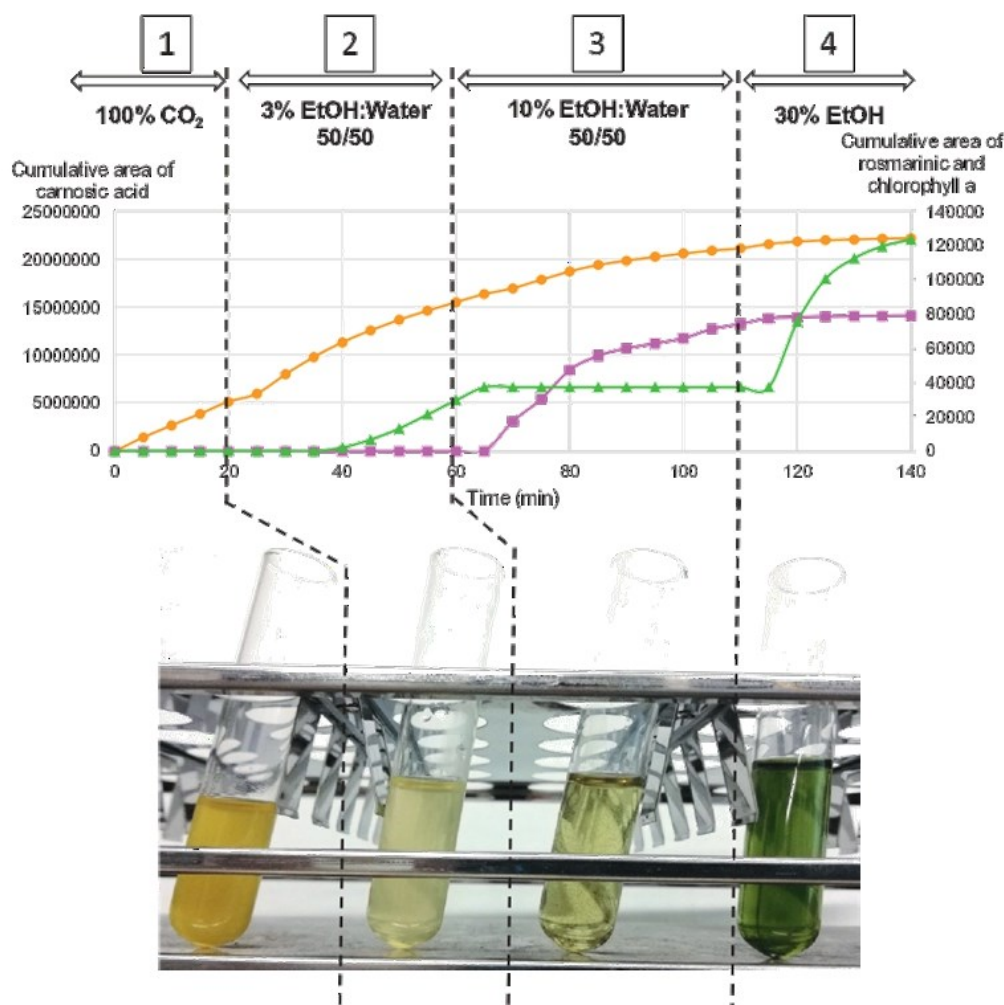 1
2
3
4
100% CO₂
3% EtOH:Water
50/50
10% EtOH:Water
50/50
30% EtOH
Cumulative area of
carnosic acid
Cumulative area of
rosmarinic and
chlorophyll a
25000000
20000000
15000000
10000000
5000000
0
140000
120000
100000
80000
60000
40000
20000
0
0 20 40 60 80 100 120 140
Time (min)